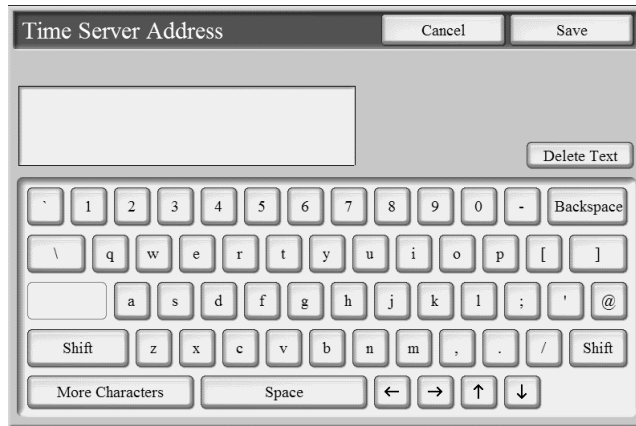 Time Server Address Cancel Save
Delete Text
` 1 2 3 4 5 6 7 8 9 0 - Backspace
\ q w e r t y u i o p [ ]
a s d f g h j k l ; ' @
Shift z x c v b n m , . / Shift
More Characters Space ← → ↑ ↓